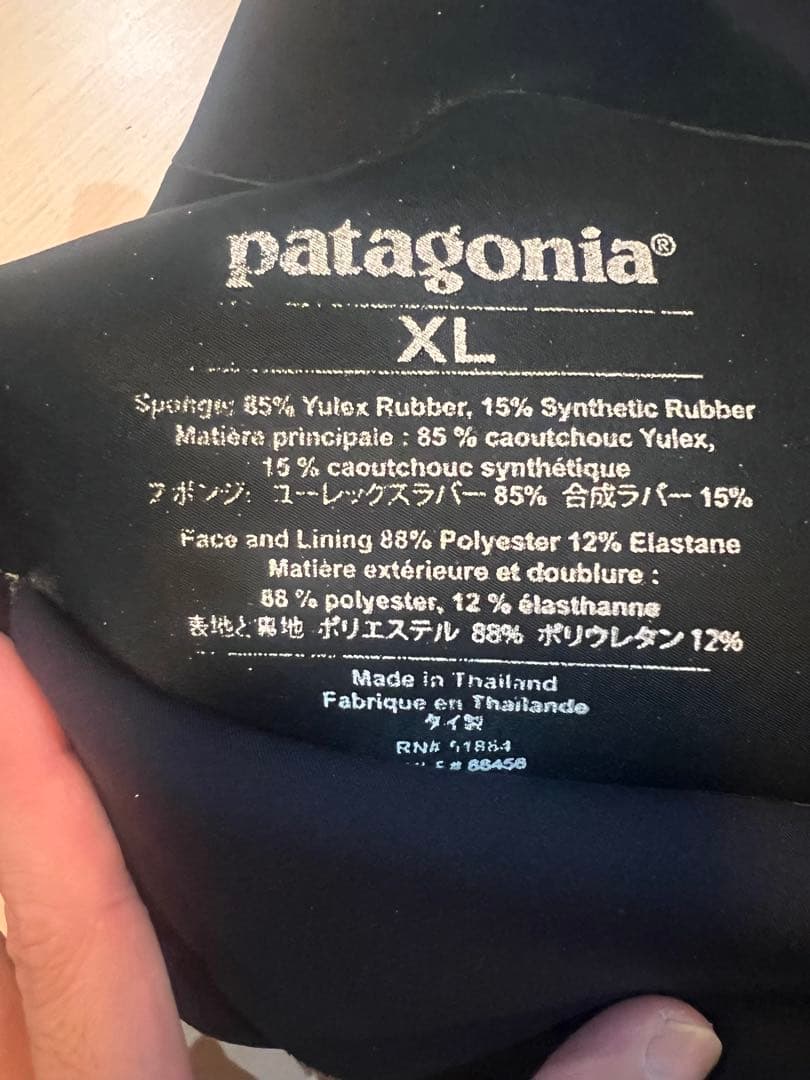 patagonia®
XL
Sponge: 85% Yulex Rubber, 15% Synthetic Rubber
Matière principale : 85 % caoutchouc Yulex,
15 % caoutchouc synthétique
スポンジ: ユーレックスラバー 85% 合成ラバー 15%
Face and Lining 88% Polyester 12% Elastane
Matière extérieure et doublure :
88 % polyester, 12 % élasthanne
表地と裏地 ポリエステル 88% ポリウレタン 12%
Made in Thailand
Fabriqué en Thaïlande
タイ製
RN# 51884
# 88456